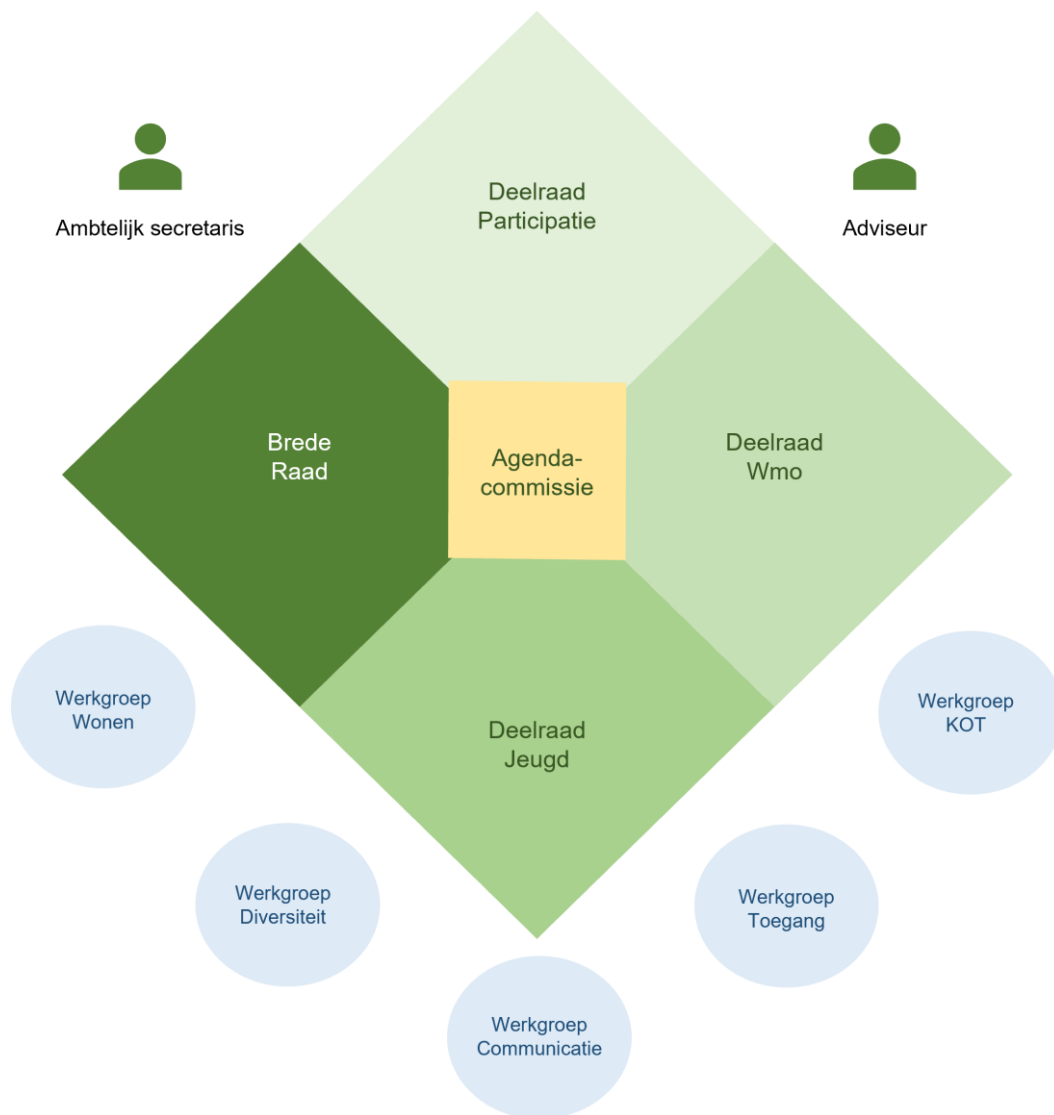 Deelraad
Participatie
Ambtelijk secretaris
Adviseur
Brede
Raad
Agenda-
commissie
Deelraad
Wmo
Werkgroep
Wonen
Deelraad
Jeugd
Werkgroep
KOT
Werkgroep
Diversiteit
Werkgroep
Toegang
Werkgroep
Communicatie